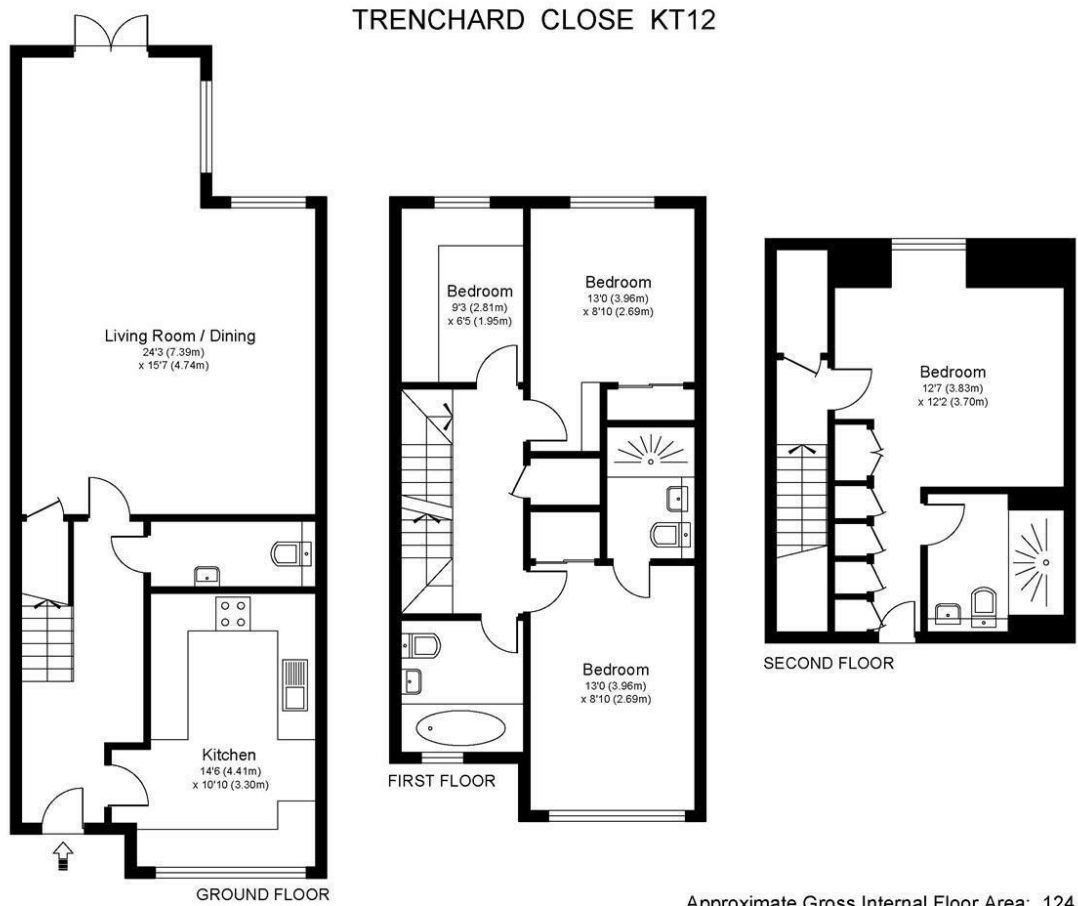 TRENCHARD CLOSE KT12
Living Room / Dining
24'3 (7.39m)
x 15'7 (4.74m)
Kitchen
14'6 (4.41m)
x 10'10 (3.30m)
GROUND FLOOR
Bedroom
9'3 (2.81m)
x 6'5 (1.95m)
Bedroom
13'0 (3.96m)
x 8'10 (2.69m)
Bedroom
13'0 (3.96m)
x 8'10 (2.69m)
FIRST FLOOR
Bedroom
12'7 (3.83m)
x 12'2 (3.70m)
SECOND FLOOR
Approximate Gross Internal Floor Area: 124